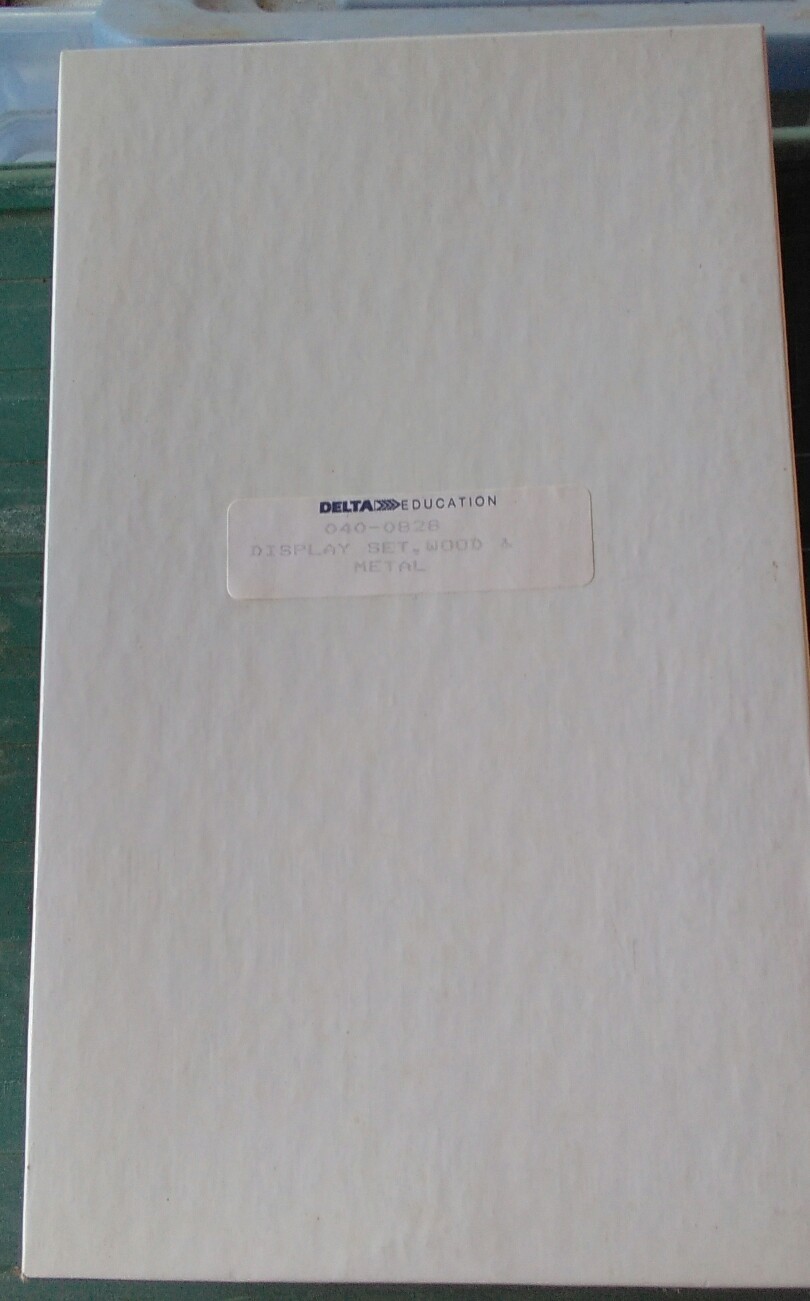 DELTA EDUCATION
040-0828
DISPLAY SET,WOOD &
METAL